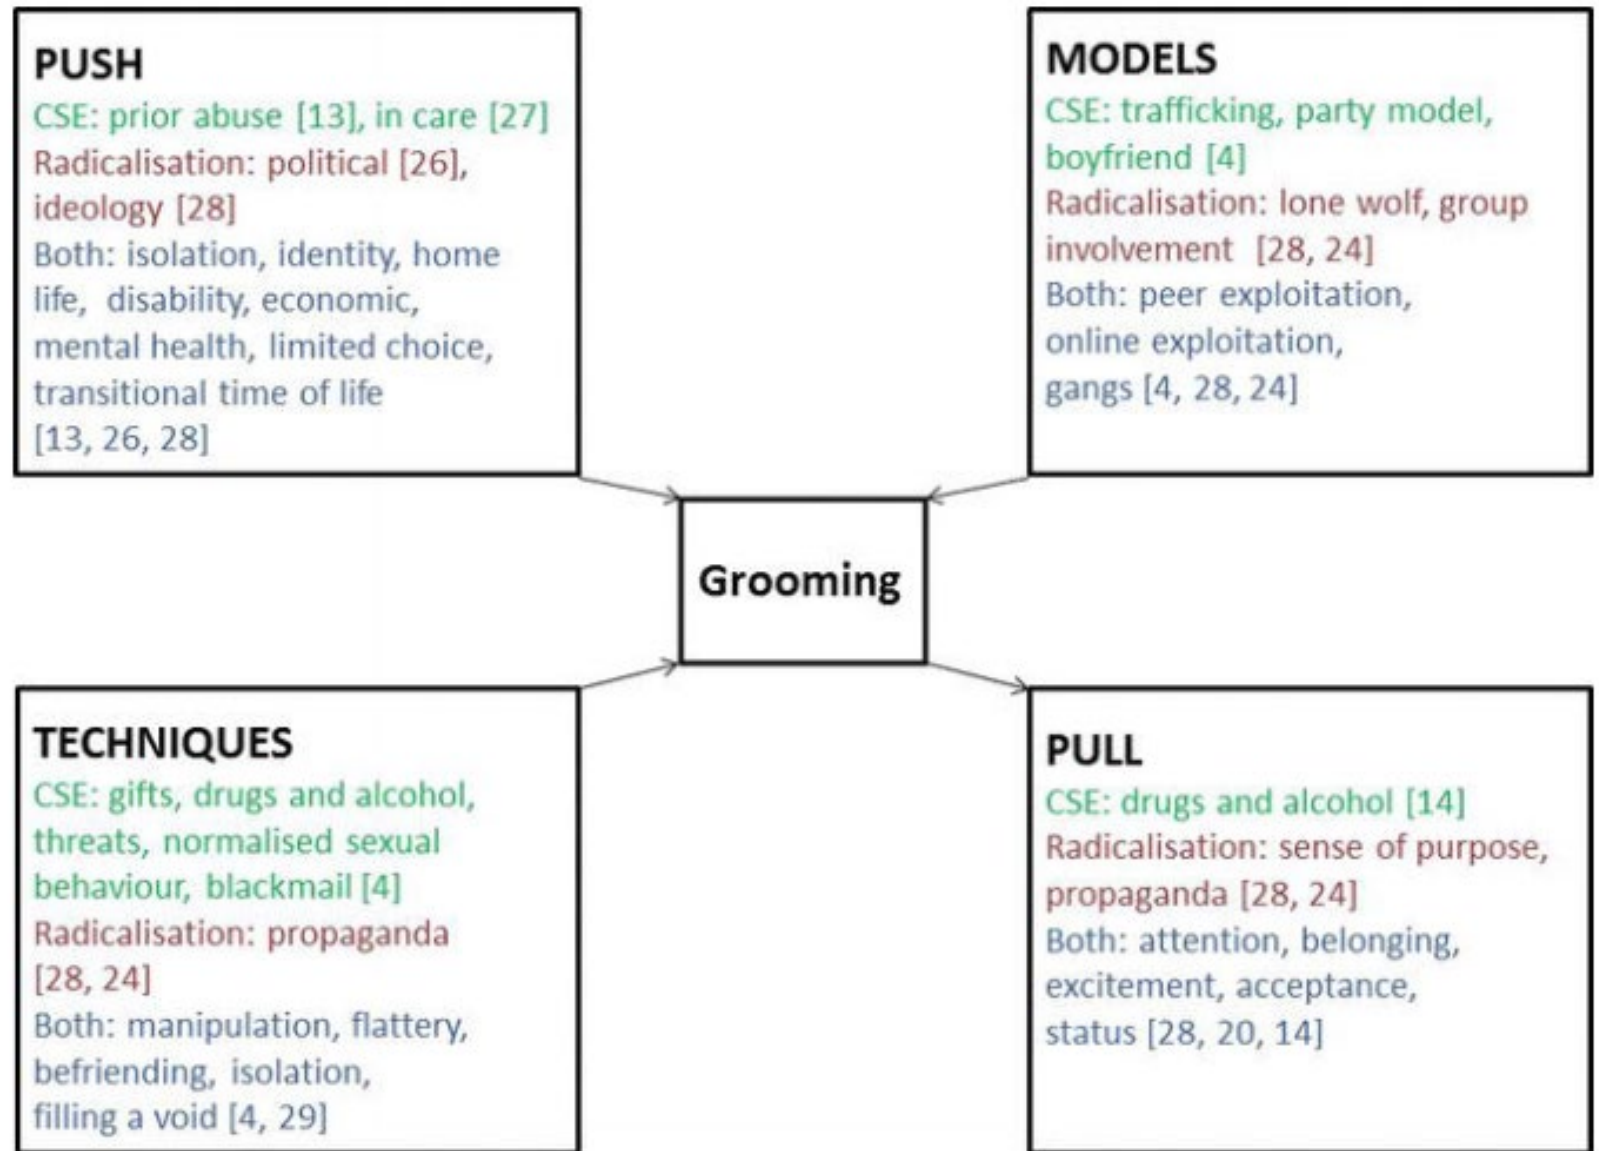 PUSH
CSE: prior abuse [13], in care [27]
Radicalisation: political [26],
ideology [28]
Both: isolation, identity, home
life, disability, economic,
mental health, limited choice,
transitional time of life
[13, 26, 28]
MODELS
CSE: trafficking, party model,
boyfriend [4]
Radicalisation: lone wolf, group
involvement [28, 24]
Both: peer exploitation,
online exploitation,
gangs [4, 28, 24]
Grooming
TECHNIQUES
CSE: gifts, drugs and alcohol,
threats, normalised sexual
behaviour, blackmail [4]
Radicalisation: propaganda
[28, 24]
Both: manipulation, flattery,
befriending, isolation,
filling a void [4, 29]
PULL
CSE: drugs and alcohol [14]
Radicalisation: sense of purpose,
propaganda [28, 24]
Both: attention, belonging,
excitement, acceptance,
status [28, 20, 14]